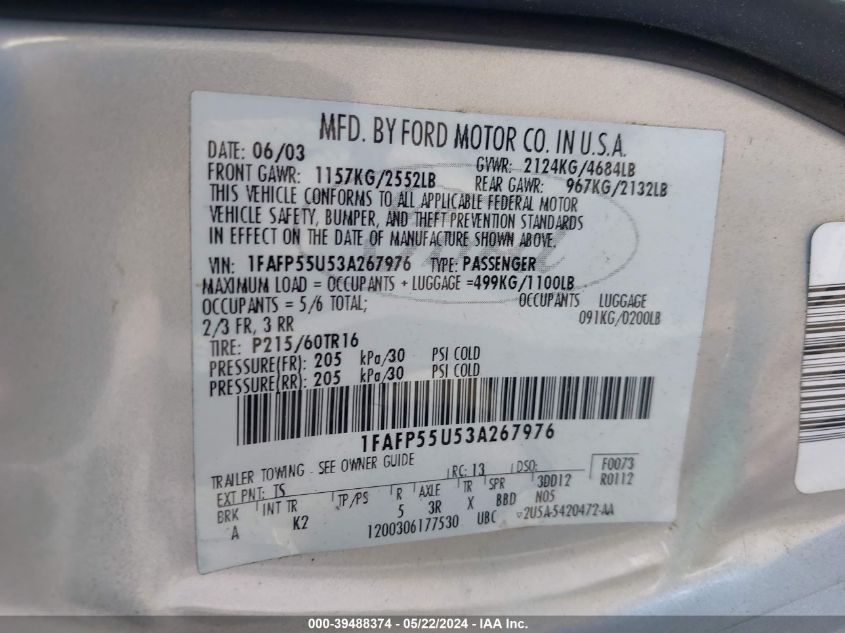 MFD. BY FORD MOTOR CO. IN U.S.A.
DATE: 06/03 GVWR: 2124KG/4684LB
FRONT GAWR: 1157KG/2552LB REAR GAWR: 967KG/2132LB
THIS VEHICLE CONFORMS TO ALL APPLICABLE FEDERAL MOTOR
VEHICLE SAFETY, BUMPER, AND THEFT PREVENTION STANDARDS
IN EFFECT ON THE DATE OF MANUFACTURE SHOWN ABOVE.
VIN: 1FAFP55U53A267976 TYPE: PASSENGER
MAXIMUM LOAD = OCCUPANTS + LUGGAGE =499KG/1100LB
OCCUPANTS = 5/6 TOTAL; OCCUPANTS LUGGAGE
2/3 FR, 3 RR 091KG/0200LB
TIRE: P215/60TR16
PRESSURE(FR): 205 kPa/30 PSI COLD
PRESSURE(RR): 205 kPa/30 PSI COLD
1FAFP55U53A267976
TRAILER TOWING - SEE OWNER GUIDE
EXT PNT: TS RC: 13 DSO: F0073
BRK INT TR TP/PS R AXLE TR SPR 3DD12 R0112
A K2 5 3R X BBD N05
1200306177530 UBC 2U5A-5420472-AA
000-39488374 - 05/22/2024 - IAA Inc.